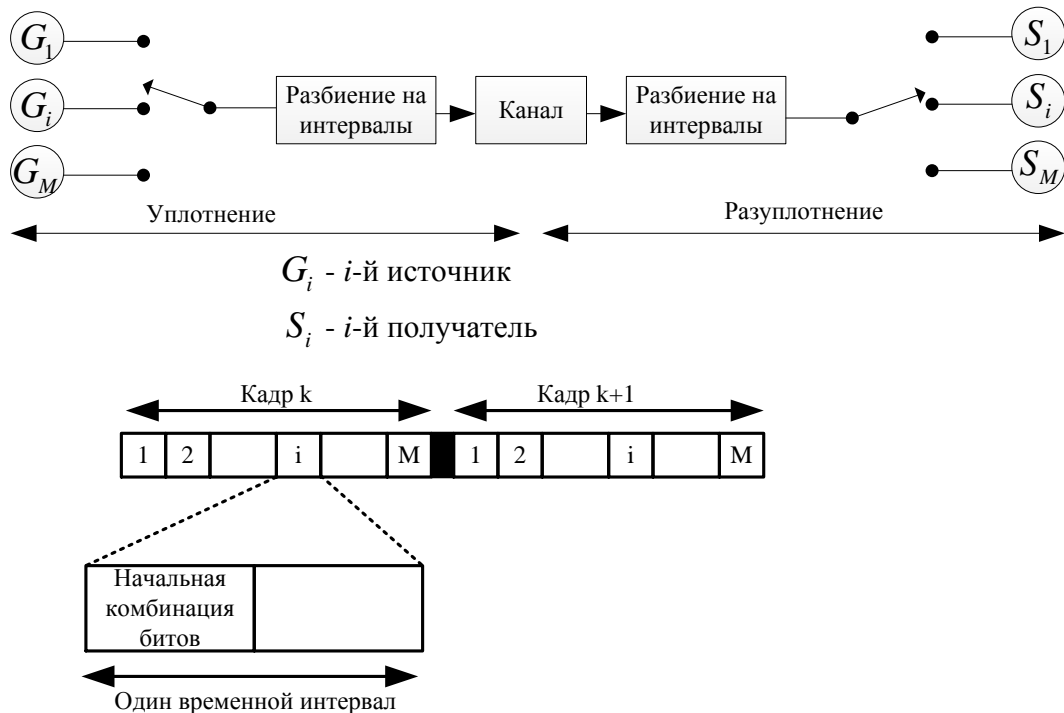 G1
Gi
GM
Разбиение на
интервалы
Канал
Разбиение на
интервалы
S1
Si
SM
Уплотнение
Разуплотнение
Gi - i-й источник
Si - i-й получатель
Кадр k
Кадр k+1
1 2 i M 1 2 i M
Начальная
комбинация
битов
Один временной интервал